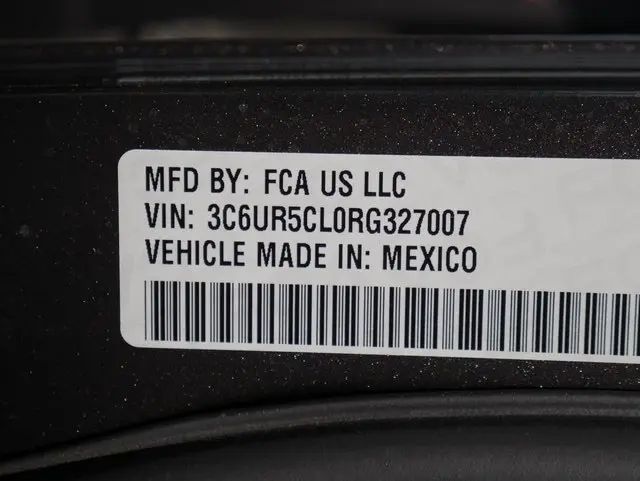 MFD BY: FCA US LLC
VIN: 3C6UR5CL0RG327007
VEHICLE MADE IN: MEXICO